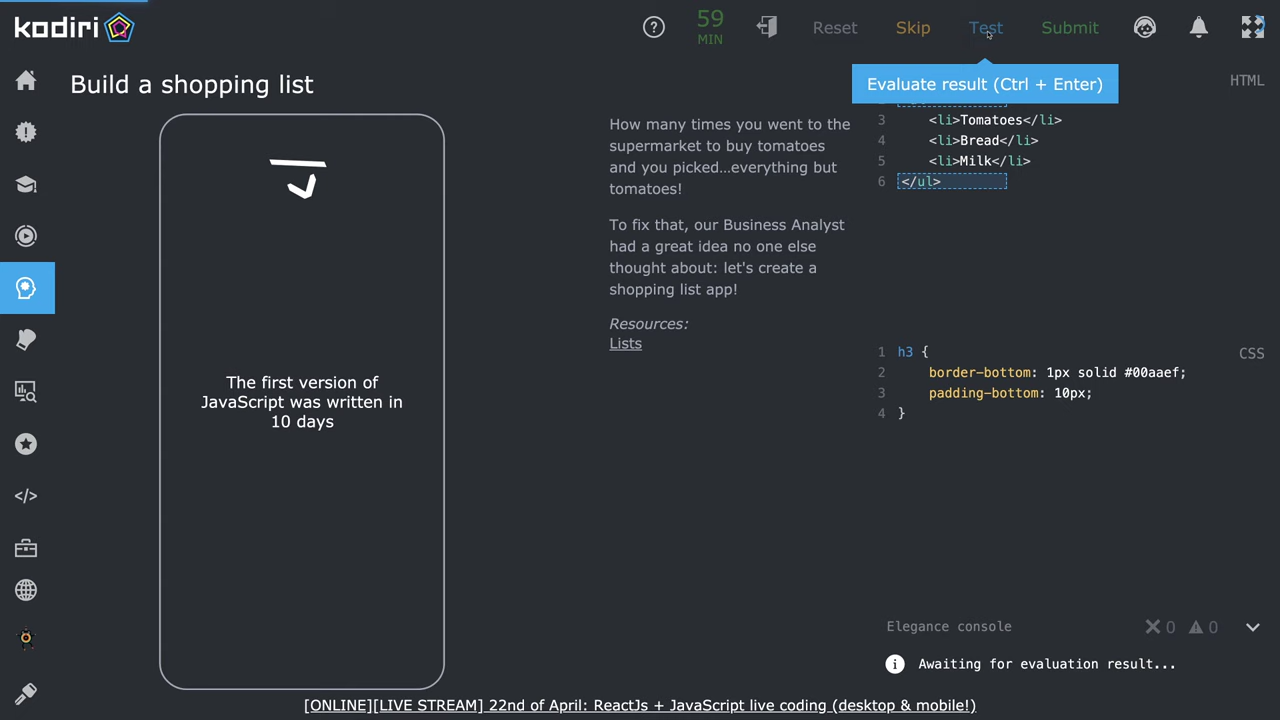 kodiri
59
MIN
Reset
Skip
Test
Submit
Evaluate result (Ctrl + Enter)
Build a shopping list
HTML
How many times you went to the
supermarket to buy tomatoes
and you picked...everything but
tomatoes!
To fix that, our Business Analyst
had a great idea no one else
thought about: let's create a
shopping list app!
Resources:
Lists
3 <li>Tomatoes</li>
4 <li>Bread</li>
5 <li>Milk</li>
6 </ul>
CSS
1 h3 {
2 border-bottom: 1px solid #00aaef;
3 padding-bottom: 10px;
4 }
The first version of
JavaScript was written in
10 days
Elegance console
0
0
Awaiting for evaluation result...
[ONLINE][LIVE STREAM] 22nd of April: ReactJs + JavaScript live coding (desktop & mobile!)